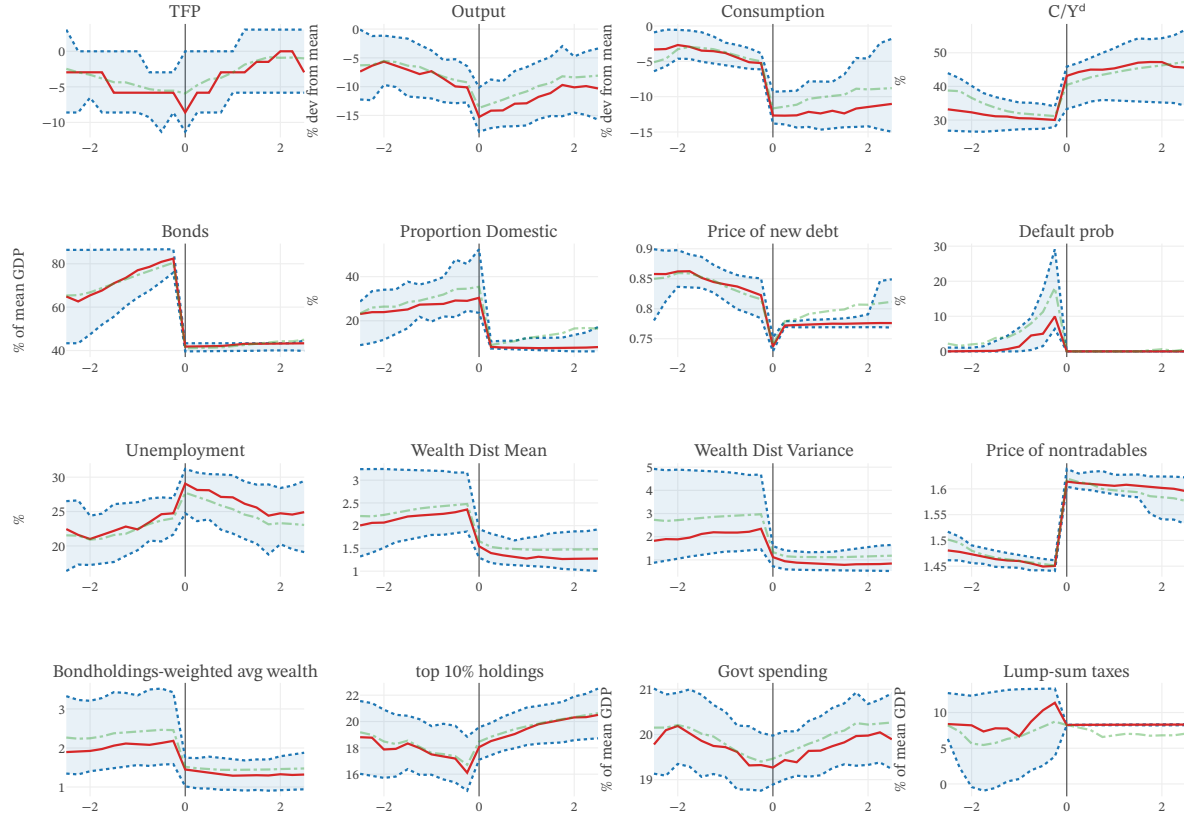 TFP Output Consumption C/Yᵈ
0 −5 −10
−2 0 2
% dev from mean
0 −5 −10 −15
−2 0 2
% dev from mean
0 −5 −10 −15
−2 0 2
%
50 40 30
−2 0 2
Bonds Proportion Domestic Price of new debt Default prob
% of mean GDP
80 60 40
−2 0 2
%
40 20
−2 0 2
0.9 0.85 0.8 0.75
−2 0 2
%
30 20 10 0
−2 0 2
Unemployment Wealth Dist Mean Wealth Dist Variance Price of nontradables
%
30 25 20
−2 0 2
3 2.5 2 1.5 1
−2 0 2
5 4 3 2 1
−2 0 2
1.6 1.55 1.5 1.45
−2 0 2
Bondholdings-weighted avg wealth top 10% holdings Govt spending Lump-sum taxes
3 2 1
−2 0 2
22 20 18 16
−2 0 2
% of mean GDP
21 20 19
−2 0 2
% of mean GDP
10 5 0
−2 0 2